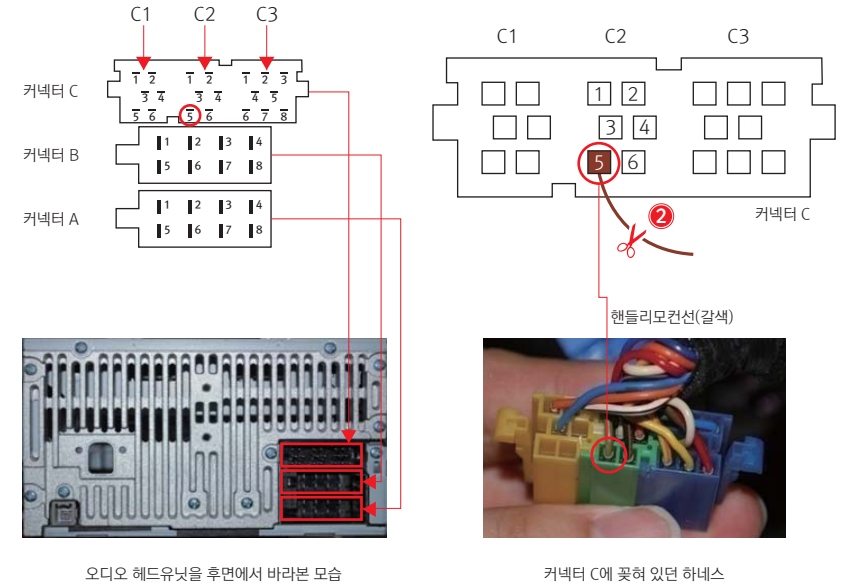 C1 C2 C3
커넥터 C
1 2 1 2 1 2 3
3 4 3 4 4 5
5 6 5 6 6 7 8
커넥터 B
1 2 3 4
5 6 7 8
커넥터 A
1 2 3 4
5 6 7 8
C1 C2 C3
1 2
3 4
5 6
2
커넥터 C
핸들리모컨선(갈색)
오디오 헤드유닛을 후면에서 바라본 모습
커넥터 C에 꽂혀 있던 하네스